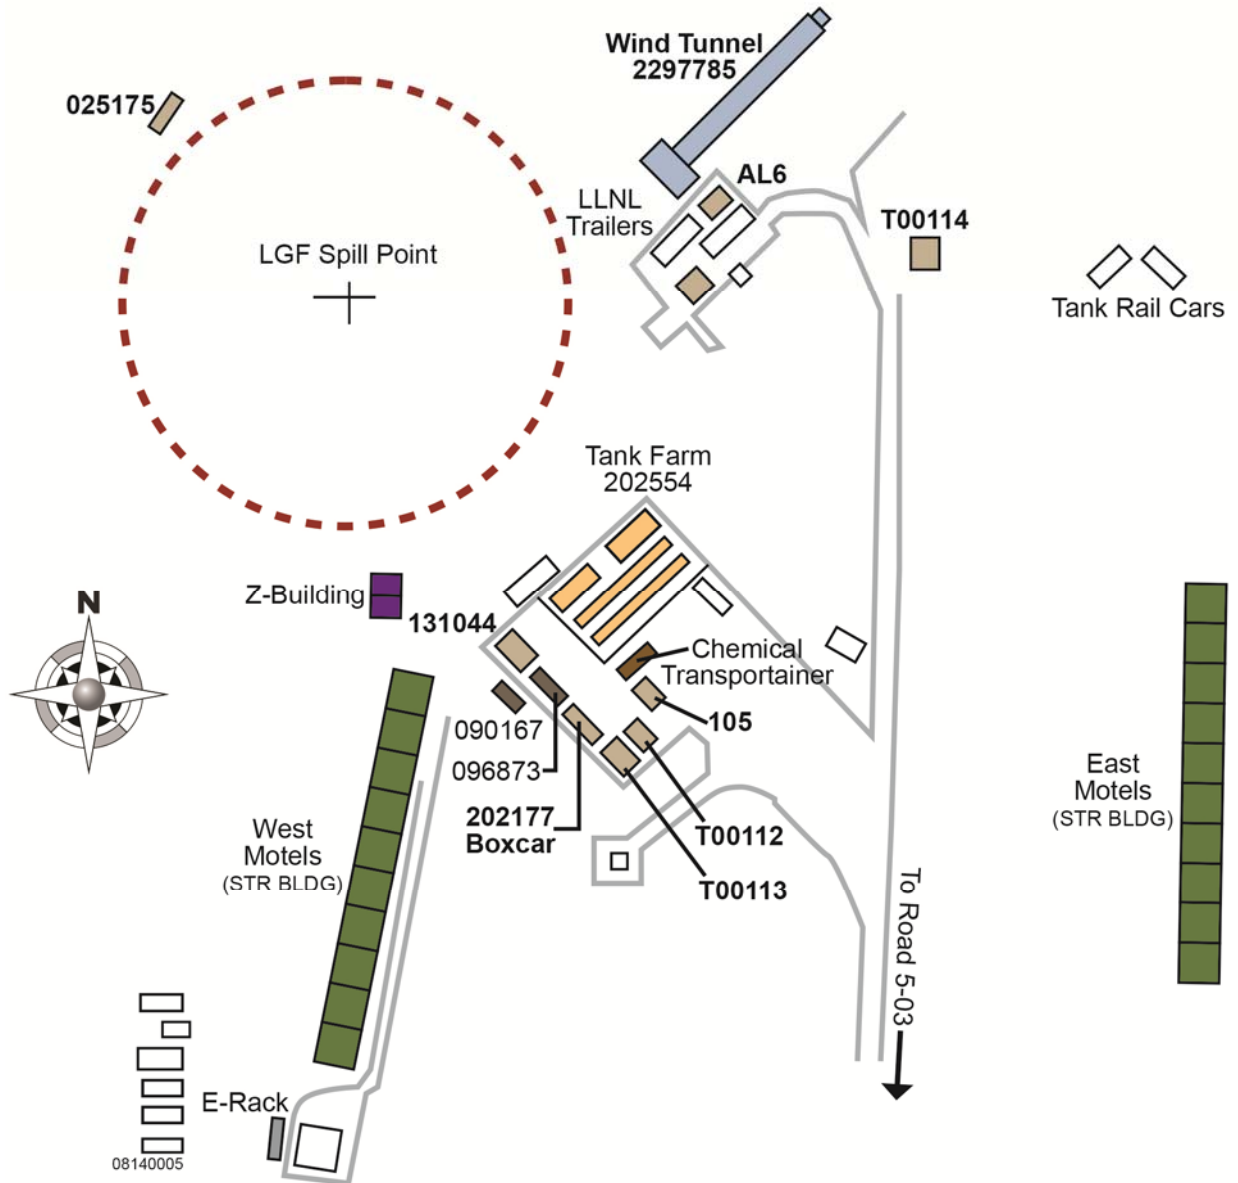 Wind Tunnel
2297785
025175
AL6
LLNL
Trailers
T00114
LGF Spill Point
Tank Rail Cars
Tank Farm
202554
Z-Building
131044
N
Chemical
Transportainer
090167
105
096873
East
Motels
(STR BLDG)
202177
Boxcar
West
Motels
(STR BLDG)
T00112
T00113
To Road 5-03
E-Rack
08140005